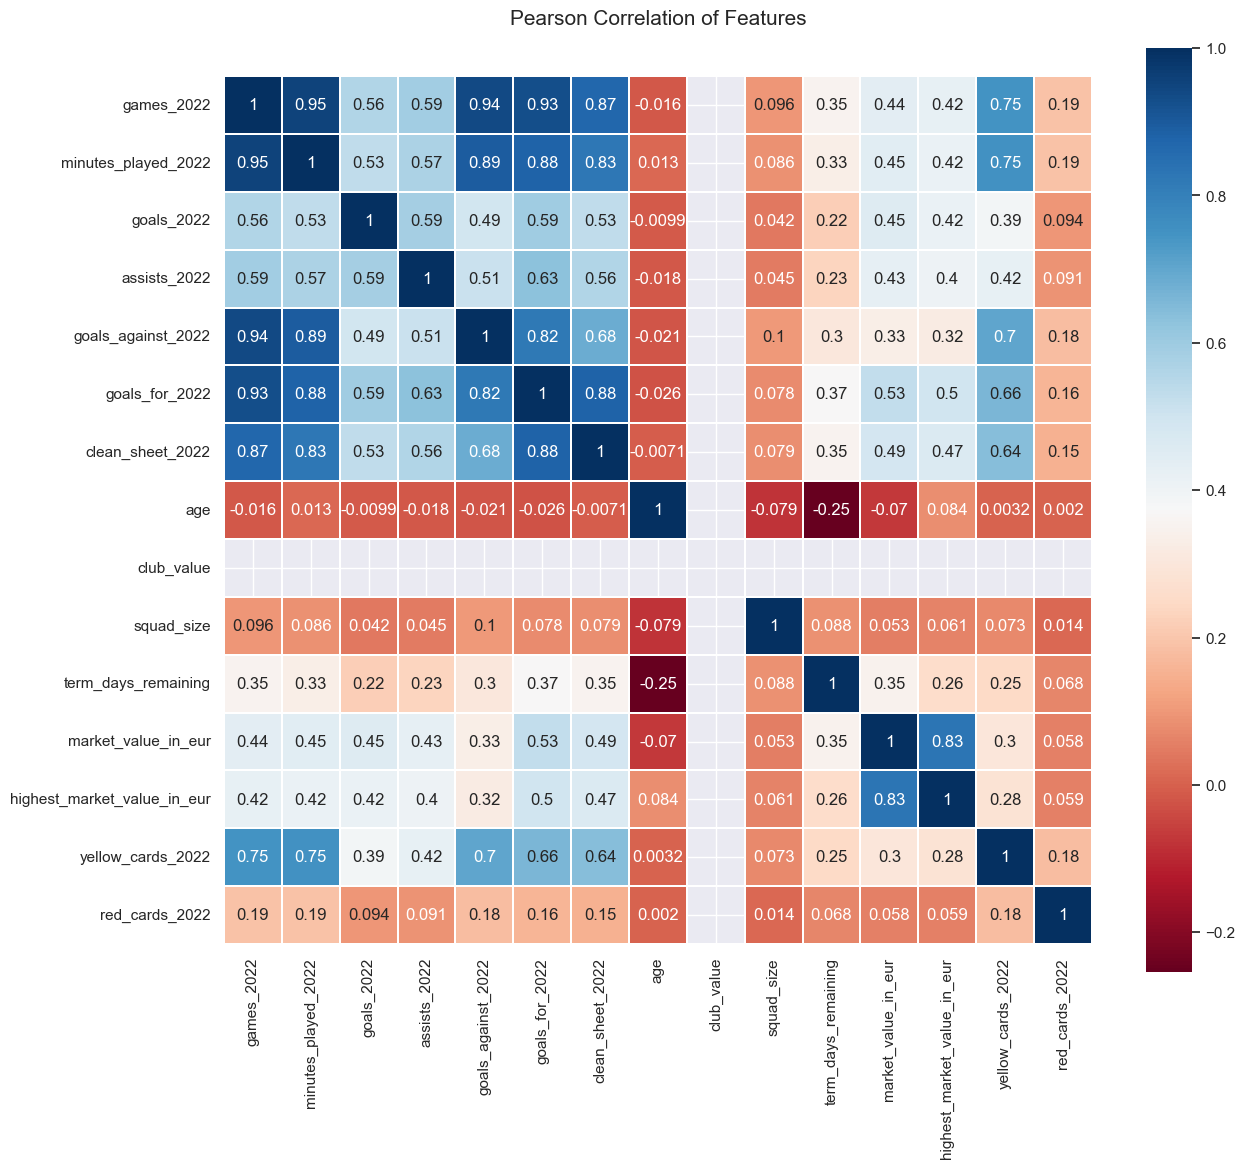 Pearson Correlation of Features
games_2022 1 0.95 0.56 0.59 0.94 0.93 0.87 -0.016 0.096 0.35 0.44 0.42 0.75 0.19
minutes_played_2022 0.95 1 0.53 0.57 0.89 0.88 0.83 0.013 0.086 0.33 0.45 0.42 0.75 0.19
goals_2022 0.56 0.53 1 0.59 0.49 0.59 0.53 -0.0099 0.042 0.22 0.45 0.42 0.39 0.094
assists_2022 0.59 0.57 0.59 1 0.51 0.63 0.56 -0.018 0.045 0.23 0.43 0.4 0.42 0.091
goals_against_2022 0.94 0.89 0.49 0.51 1 0.82 0.68 -0.021 0.1 0.3 0.33 0.32 0.7 0.18
goals_for_2022 0.93 0.88 0.59 0.63 0.82 1 0.88 -0.026 0.078 0.37 0.53 0.5 0.66 0.16
clean_sheet_2022 0.87 0.83 0.53 0.56 0.68 0.88 1 -0.0071 0.079 0.35 0.49 0.47 0.64 0.15
age -0.016 0.013 -0.0099 -0.018 -0.021 -0.026 -0.0071 1 -0.079 -0.25 -0.07 0.084 0.0032 0.002
club_value
squad_size 0.096 0.086 0.042 0.045 0.1 0.078 0.079 -0.079 1 0.088 0.053 0.061 0.073 0.014
term_days_remaining 0.35 0.33 0.22 0.23 0.3 0.37 0.35 -0.25 0.088 1 0.35 0.26 0.25 0.068
market_value_in_eur 0.44 0.45 0.45 0.43 0.33 0.53 0.49 -0.07 0.053 0.35 1 0.83 0.3 0.058
highest_market_value_in_eur 0.42 0.42 0.42 0.4 0.32 0.5 0.47 0.084 0.061 0.26 0.83 1 0.28 0.059
yellow_cards_2022 0.75 0.75 0.39 0.42 0.7 0.66 0.64 0.0032 0.073 0.25 0.3 0.28 1 0.18
red_cards_2022 0.19 0.19 0.094 0.091 0.18 0.16 0.15 0.002 0.014 0.068 0.058 0.059 0.18 1
games_2022
minutes_played_2022
goals_2022
assists_2022
goals_against_2022
goals_for_2022
clean_sheet_2022
age
club_value
squad_size
term_days_remaining
market_value_in_eur
highest_market_value_in_eur
yellow_cards_2022
red_cards_2022
1.0
0.8
0.6
0.4
0.2
0.0
−0.2